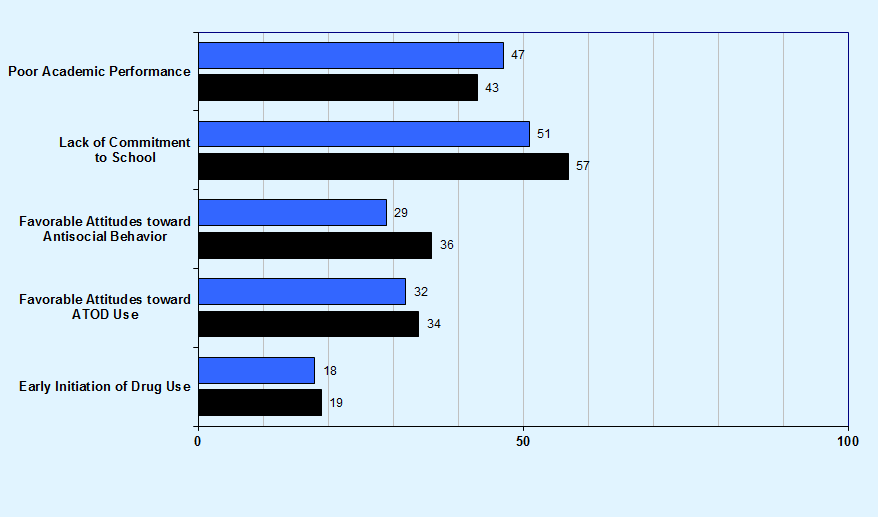 Poor Academic Performance
47
43
Lack of Commitment
to School
51
57
Favorable Attitudes toward
Antisocial Behavior
29
36
Favorable Attitudes toward
ATOD Use
32
34
Early Initiation of Drug Use
18
19
0 50 100